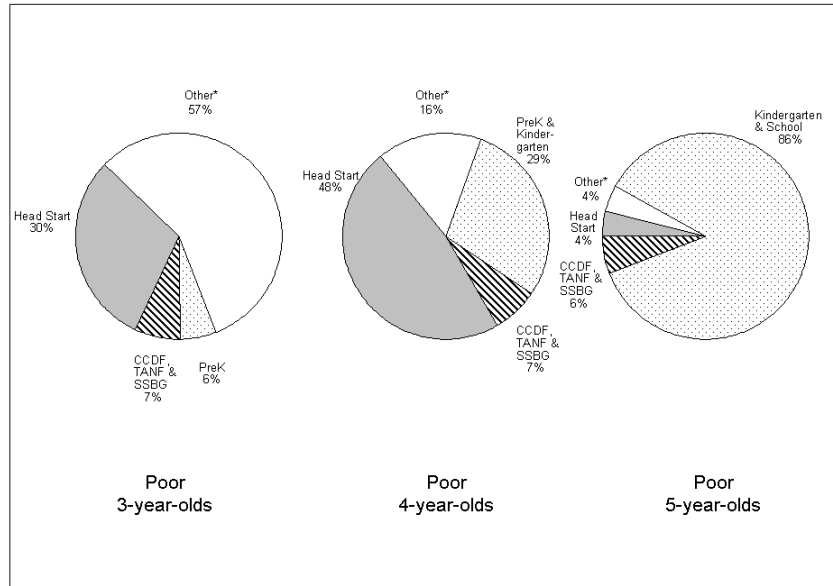 Other*
57%
Head Start
30%
CCDF,
TANF &
SSBG
7%
PreK
6%
Poor
3-year-olds
Other*
16%
PreK &
Kinder-
garten
29%
Head Start
48%
CCDF,
TANF &
SSBG
7%
Poor
4-year-olds
Kindergarten
& School
86%
Other*
4%
Head
Start
4%
CCDF,
TANF &
SSBG
6%
Poor
5-year-olds